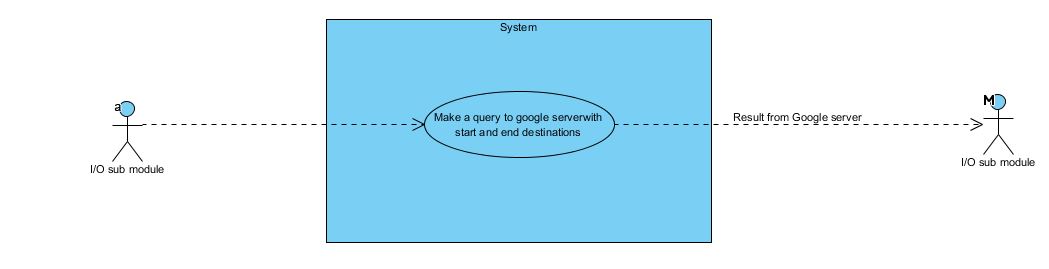 System
a
M
Make a query to google serverwith
start and end destinations
Result from Google server
I/O sub module
I/O sub module